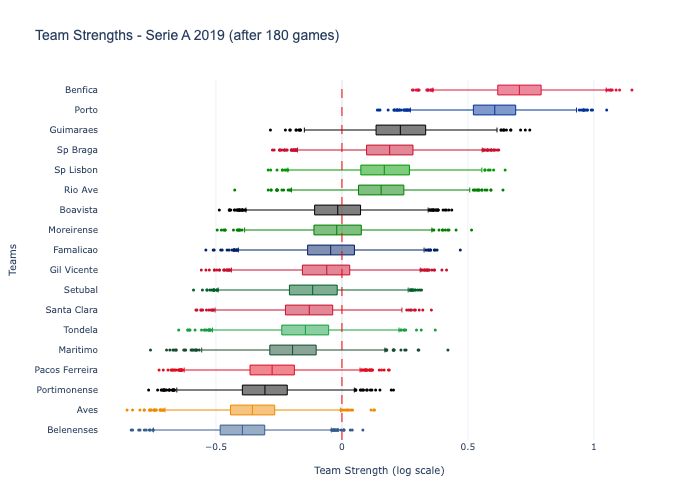 Team Strengths - Serie A 2019 (after 180 games)
Benfica
Porto
Guimaraes
Sp Braga
Sp Lisbon
Rio Ave
Boavista
Moreirense
Famalicao
Gil Vicente
Setubal
Santa Clara
Tondela
Maritimo
Pacos Ferreira
Portimonense
Aves
Belenenses
Teams
−0.5 0 0.5 1
Team Strength (log scale)